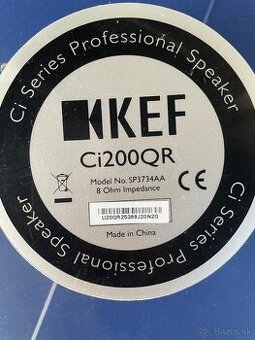 Ci Series Professional Speaker
KEF
Ci200QR
Model No. SP3734AA
8 Ohm Impedance
CE
Made in China
Ci Series Professional Speaker
bazos.sk